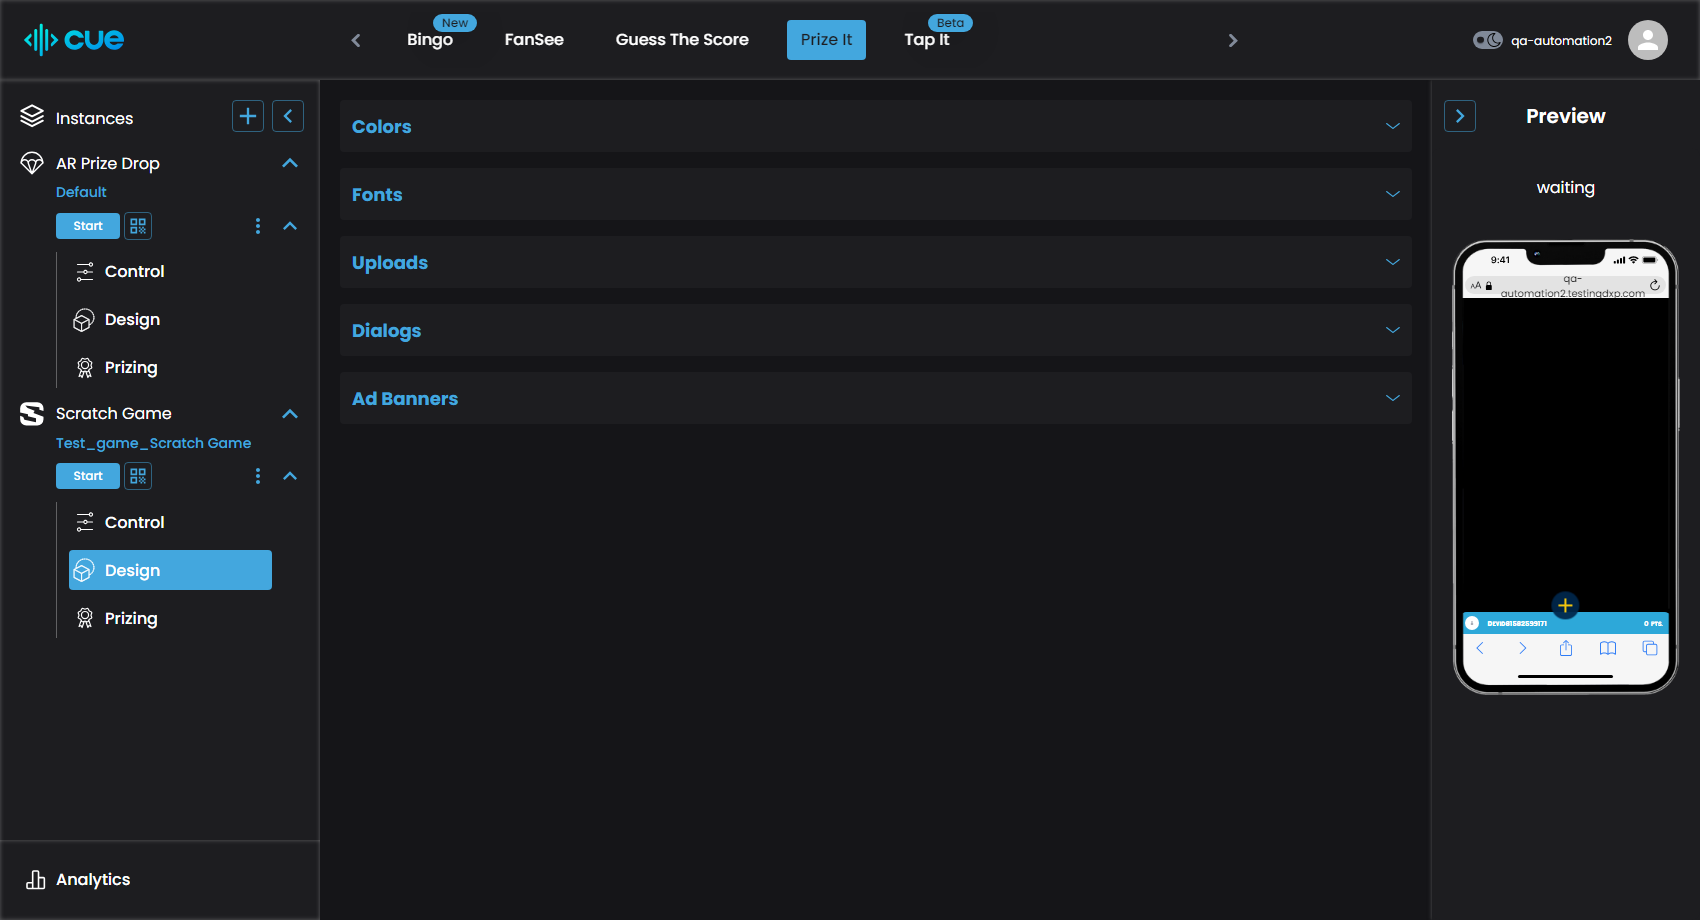 cue
New
Beta
Bingo
FanSee
Guess The Score
Prize It
Tap It
qa-automation2
Instances
AR Prize Drop
Default
Start
Control
Design
Prizing
Scratch Game
Test_game_Scratch Game
Start
Control
Design
Prizing
Analytics
Colors
Fonts
Uploads
Dialogs
Ad Banners
Preview
waiting
9:41
AA
qa-
automation2.testingdxp.com
0 PTS.